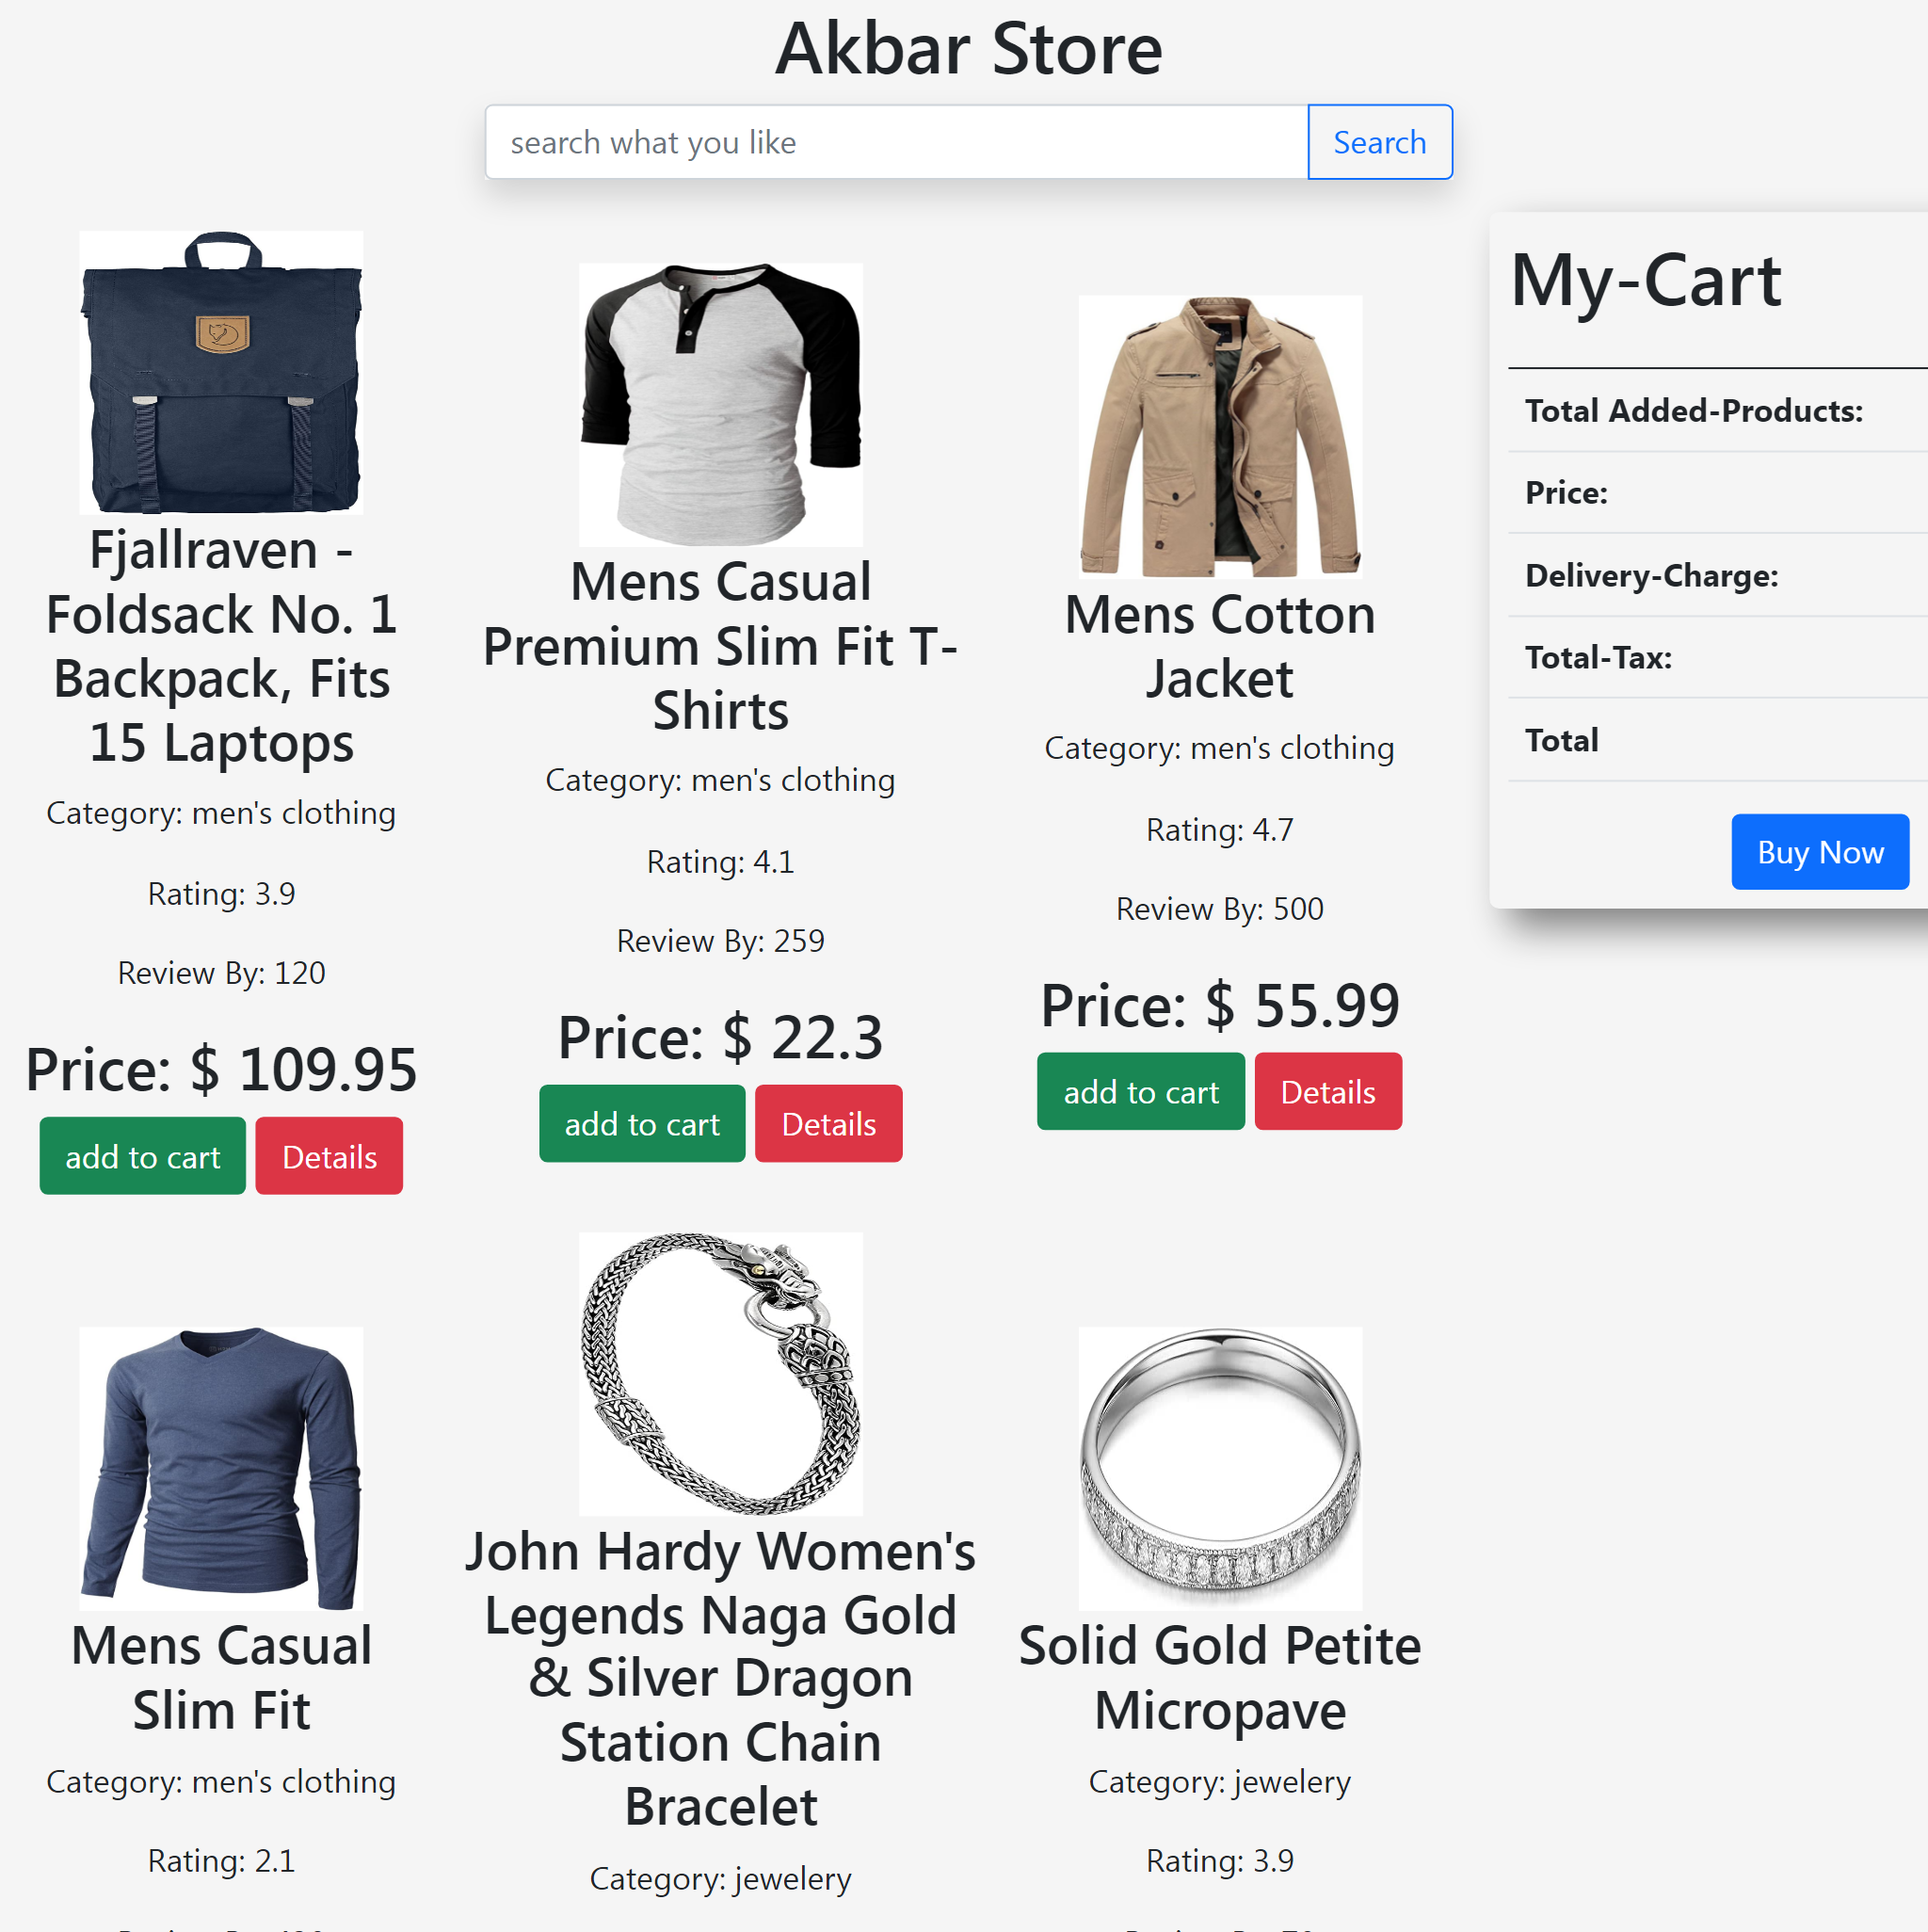 Akbar Store
search what you like
Search
Fjallraven -
Foldsack No. 1
Backpack, Fits
15 Laptops
Category: men's clothing
Rating: 3.9
Review By: 120
Price: $ 109.95
add to cart
Details
Mens Casual
Premium Slim Fit T-
Shirts
Category: men's clothing
Rating: 4.1
Review By: 259
Price: $ 22.3
add to cart
Details
Mens Cotton
Jacket
Category: men's clothing
Rating: 4.7
Review By: 500
Price: $ 55.99
add to cart
Details
My-Cart
Total Added-Products:
Price:
Delivery-Charge:
Total-Tax:
Total
Buy Now
Mens Casual
Slim Fit
Category: men's clothing
Rating: 2.1
John Hardy Women's
Legends Naga Gold
& Silver Dragon
Station Chain
Bracelet
Category: jewelery
Solid Gold Petite
Micropave
Category: jewelery
Rating: 3.9